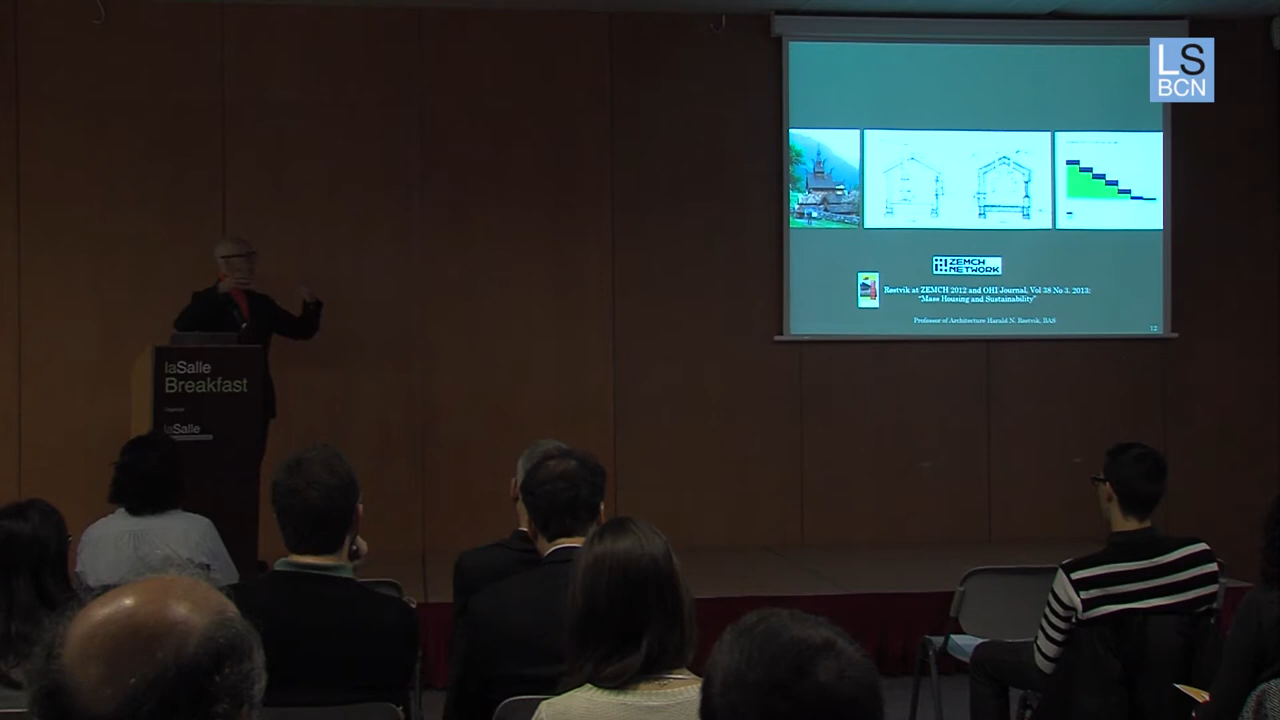 LS
BCN
ZEMCH
NETWORK
Røstvik at ZEMCH 2012 and OHI Journal, Vol 38 No 3, 2013:
“Mass Housing and Sustainability”
Professor of Architecture Harald N. Røstvik, BAS
12
laSalle
Breakfast
laSalle